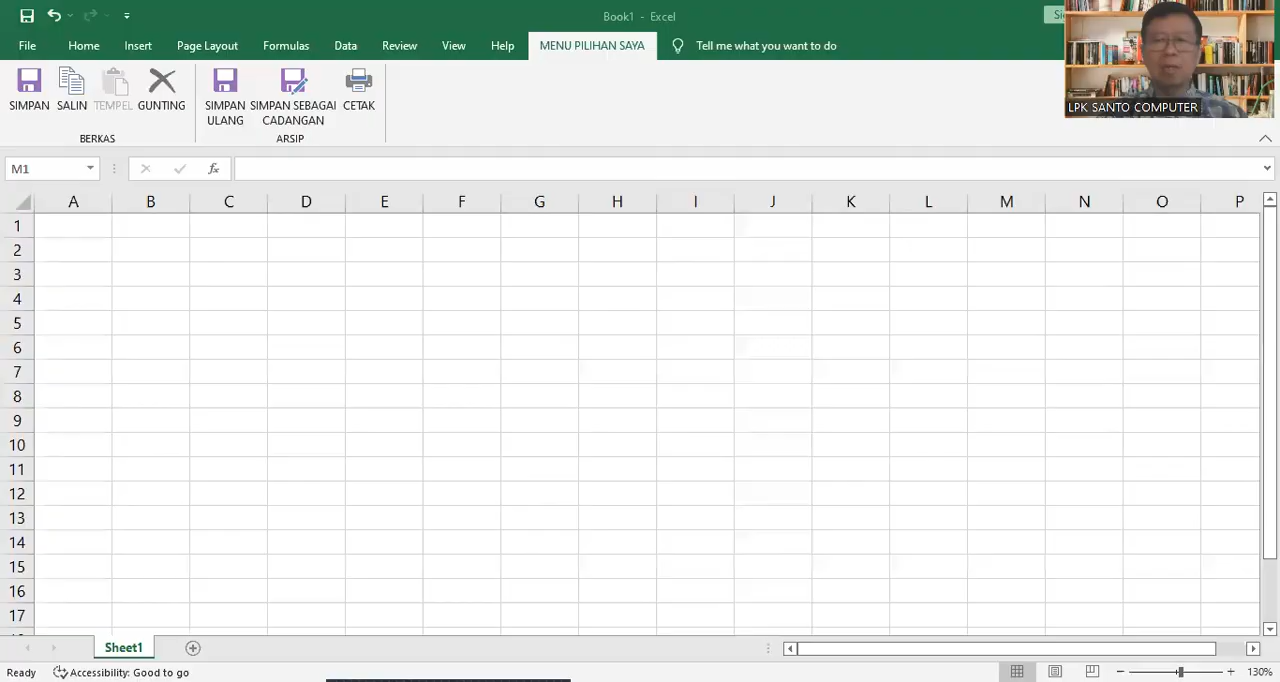 Book1 - Excel
File Home Insert Page Layout Formulas Data Review View Help MENU PILIHAN SAYA Tell me what you want to do
SIMPAN SALIN TEMPEL GUNTING SIMPAN ULANG SIMPAN SEBAGAI CADANGAN CETAK
BERKAS ARSIP
LPK SANTO COMPUTER
M1 fx
A B C D E F G H I J K L M N O P
1
2
3
4
5
6
7
8
9
10
11
12
13
14
15
16
17
Sheet1
Ready Accessibility: Good to go 130%